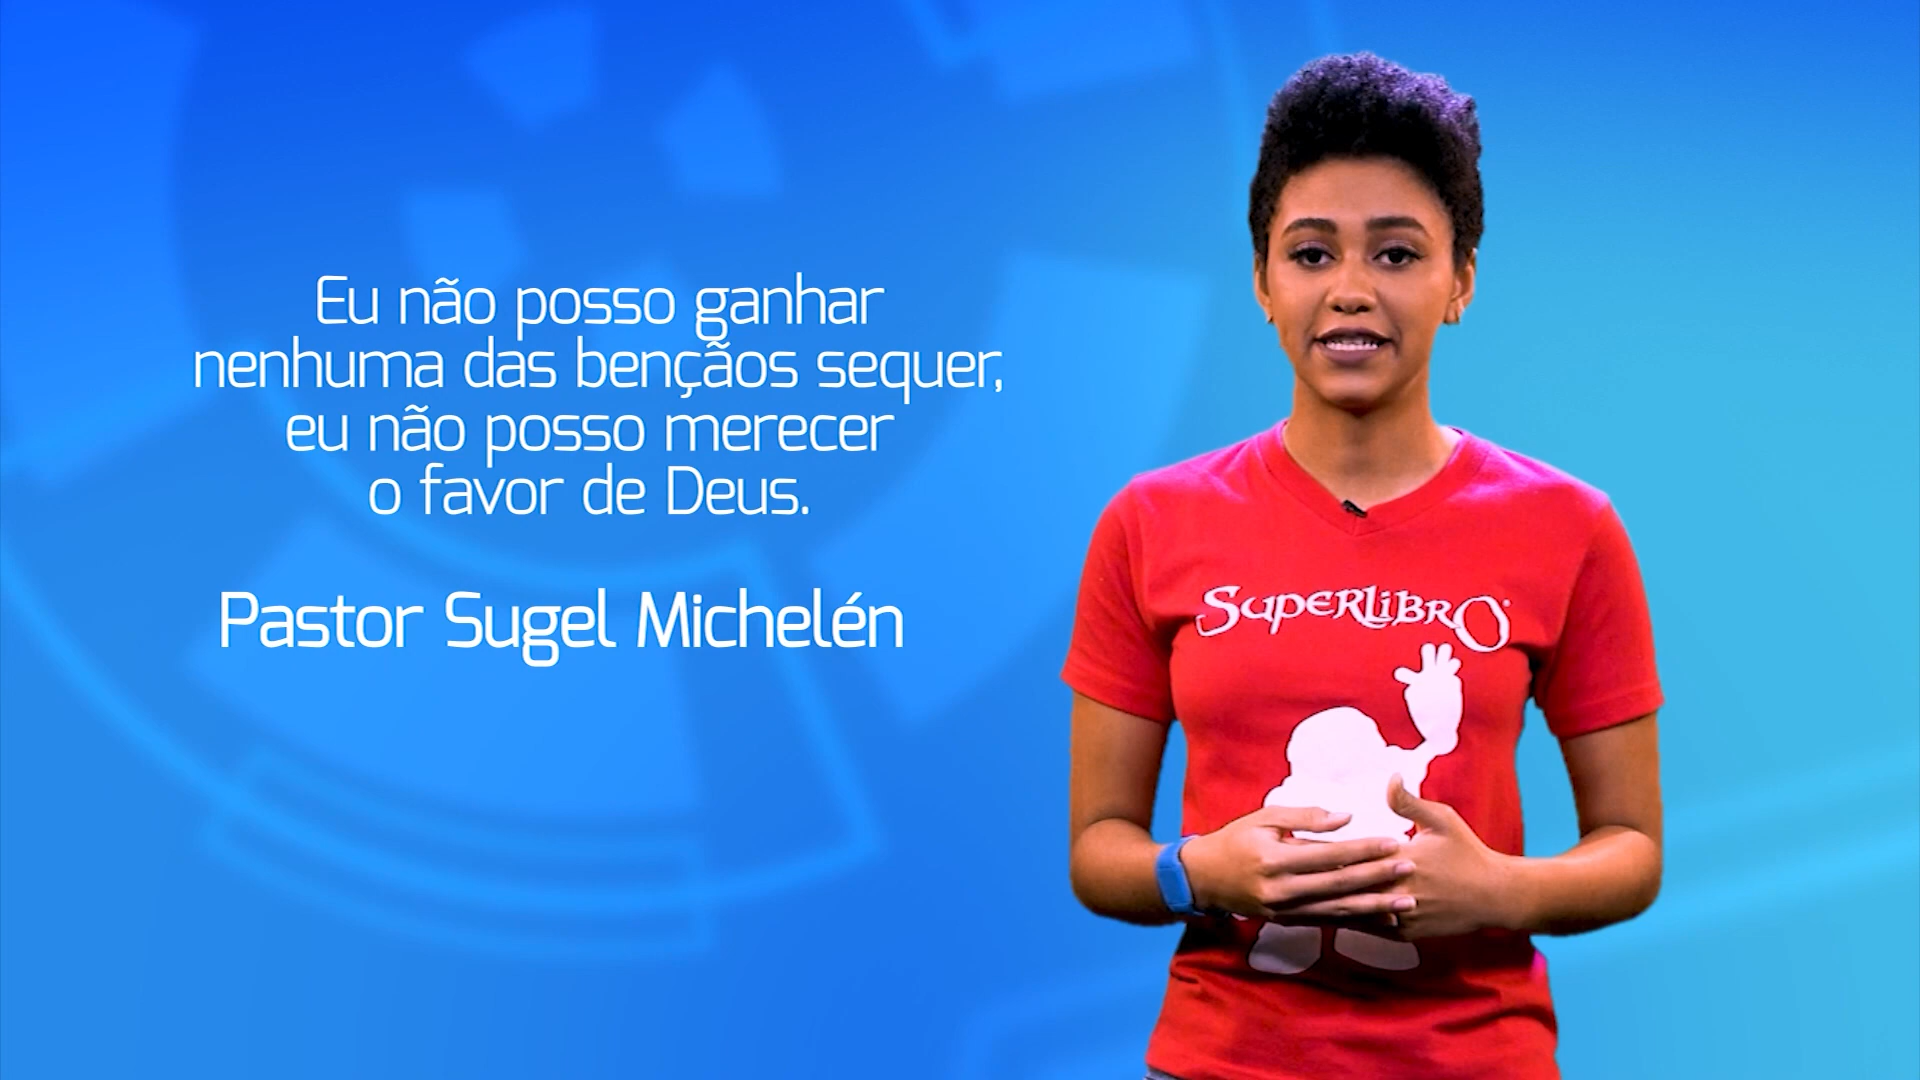 Eu não posso ganhar
nenhuma das bençãos sequer,
eu não posso merecer
o favor de Deus.
Pastor Sugel Michelén
SUPERLIBRO